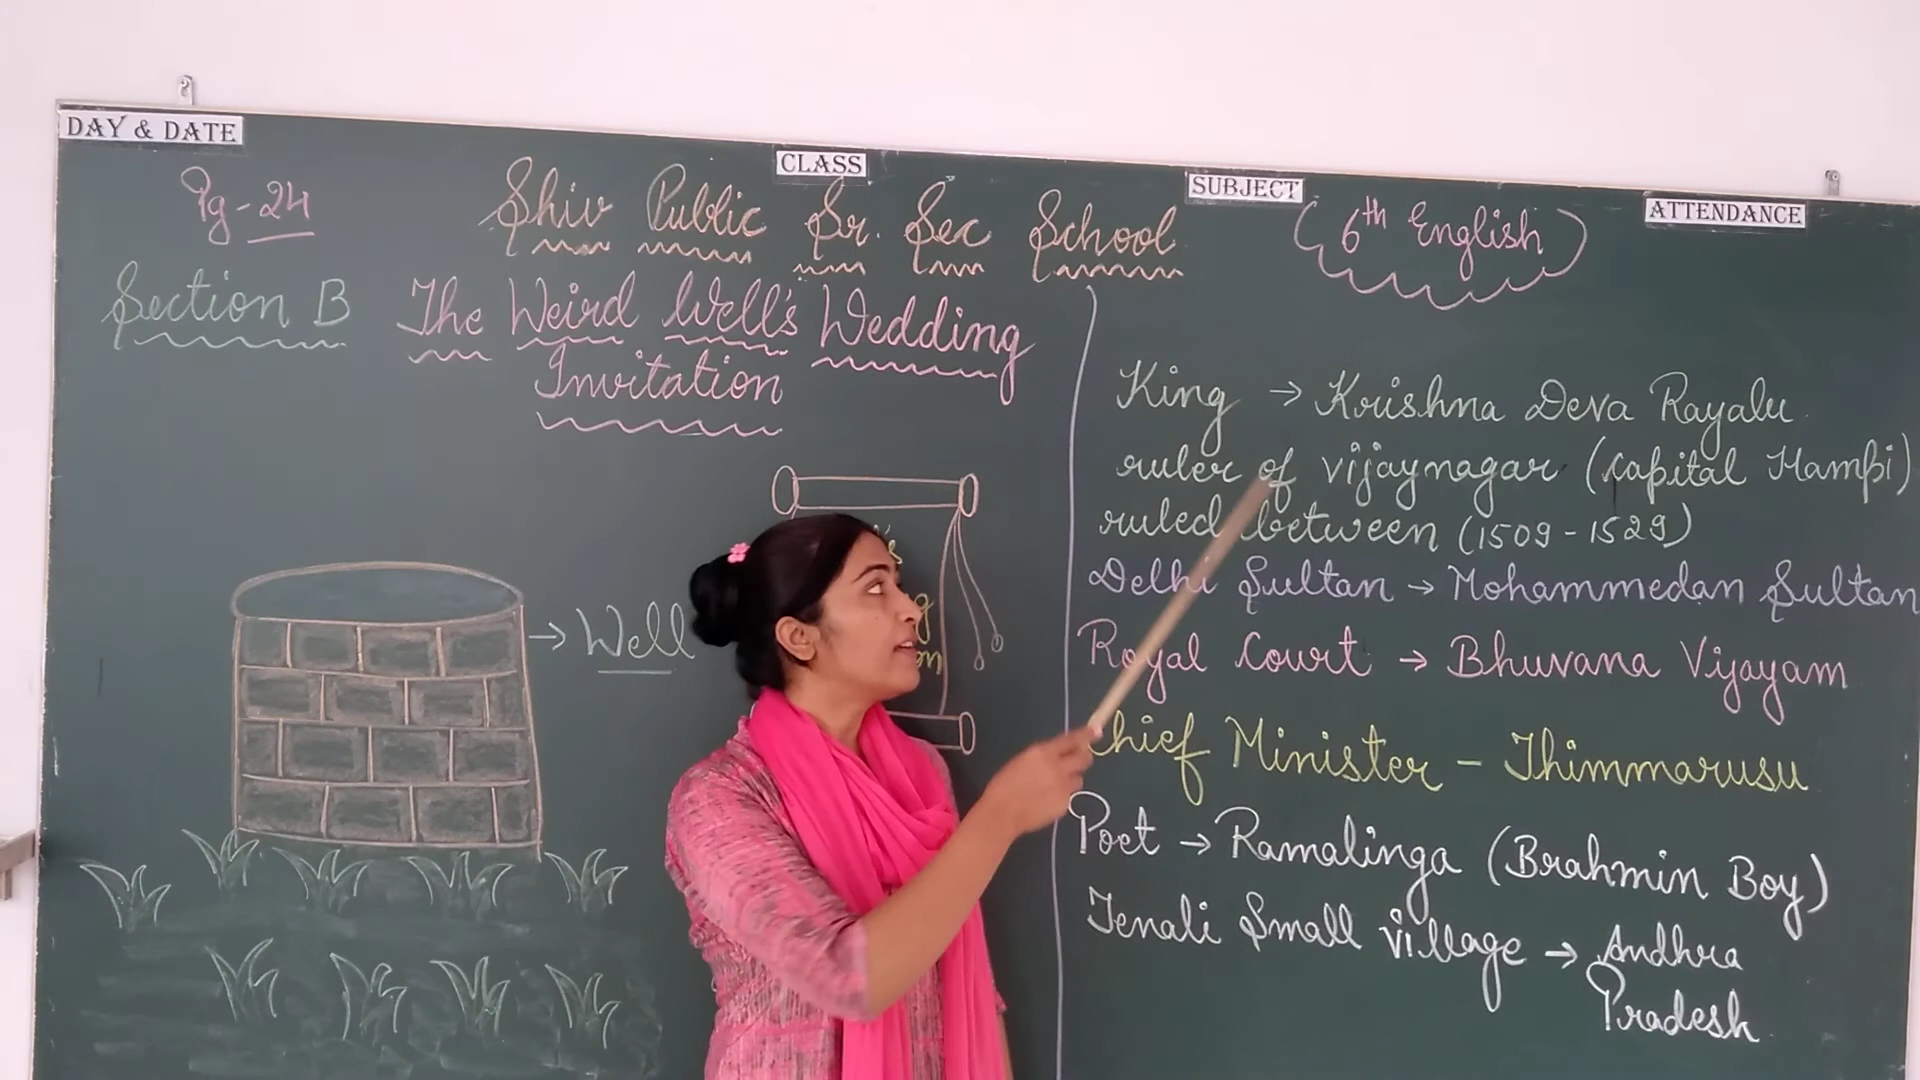 DAY & DATE
CLASS
SUBJECT
ATTENDANCE
Pg-24
Shiv Public Sr. Sec School
(6th English)
Section B
The Weird Well's Wedding
Invitation
→ Well
King → Krishna Deva Rayalu
ruler of vijaynagar (capital Hampi)
ruled between (1509-1529)
Delhi Sultan → Mohammedan Sultan
Royal Court → Bhuvana Vijayam
Chief Minister - Thimmarusu
Poet → Ramalinga (Brahmin Boy)
Tenali Small village → Andhra
Pradesh